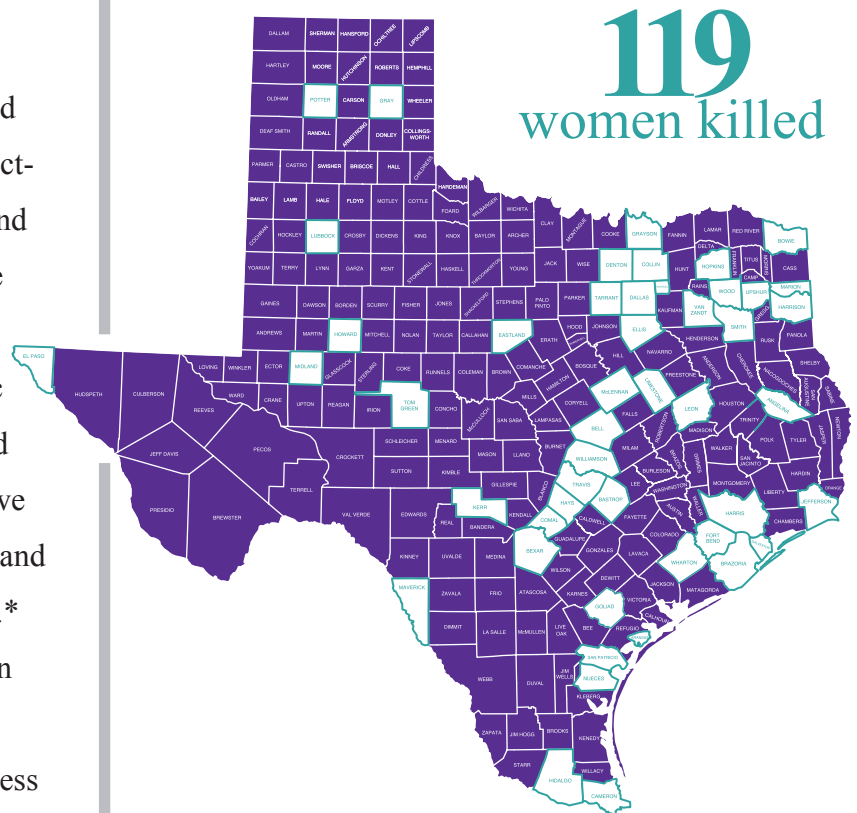 d
ct-
nd
e
c
d
ve
and
.*
n
ess
119
women killed
DALLAM
SHERMAN
HANSFORD
OCHILTREE
LIPSCOMB
HARTLEY
MOORE
HUTCHINSON
ROBERTS
HEMPHILL
OLDHAM
POTTER
CARSON
GRAY
WHEELER
DEAF SMITH
RANDALL
ARMSTRONG
DONLEY
COLLINGS-
WORTH
PARMER
CASTRO
SWISHER
BRISCOE
HALL
CHILDRESS
HARDEMAN
BAILEY
LAMB
HALE
FLOYD
MOTLEY
COTTLE
FOARD
WILBARGER
WICHITA
CLAY
MONTAGUE
COOKE
GRAYSON
FANNIN
LAMAR
RED RIVER
BOWIE
COCHRAN
HOCKLEY
LUBBOCK
CROSBY
DICKENS
KING
KNOX
BAYLOR
ARCHER
DELTA
YOAKUM
TERRY
LYNN
GARZA
KENT
STONEWALL
HASKELL
THROCKMORTON
YOUNG
JACK
WISE
DENTON
COLLIN
HUNT
HOPKINS
FRANKLIN
TITUS
MORRIS
CASS
CAMP
GAINES
DAWSON
BORDEN
SCURRY
FISHER
JONES
SHACKELFORD
STEPHENS
PALO
PINTO
PARKER
TARRANT
DALLAS
KAUFMAN
RAINS
WOOD
UPSHUR
MARION
HARRISON
VAN
ZANDT
GREGG
SMITH
ANDREWS
MARTIN
HOWARD
MITCHELL
NOLAN
TAYLOR
CALLAHAN
EASTLAND
ERATH
HOOD
JOHNSON
ELLIS
HENDERSON
RUSK
PANOLA
EL PASO
HUDSPETH
CULBERSON
LOVING
WINKLER
ECTOR
MIDLAND
GLASSCOCK
STERLING
COKE
RUNNELS
COLEMAN
BROWN
COMANCHE
BOSQUE
HILL
NAVARRO
ANDERSON
CHEROKEE
SHELBY
REEVES
WARD
CRANE
UPTON
REAGAN
IRION
TOM
GREEN
CONCHO
McCULLOCH
SAN SABA
MILLS
HAMILTON
CORYELL
McLENNAN
LIMESTONE
FREESTONE
LEON
HOUSTON
NACOGDOCHES
SAN
AUGUSTINE
SABINE
LAMPASAS
FALLS
ANGELINA
TRINITY
JEFF DAVIS
PECOS
CROCKETT
SCHLEICHER
MENARD
MASON
LLANO
BURNET
BELL
MILAM
ROBERTSON
MADISON
WALKER
POLK
TYLER
JASPER
NEWTON
PRESIDIO
BREWSTER
TERRELL
VAL VERDE
SUTTON
KIMBLE
GILLESPIE
BLANCO
WILLIAMSON
TRAVIS
BURLESON
BRAZOS
GRIMES
SAN
JACINTO
HARDIN
LEE
WASHINGTON
MONTGOMERY
LIBERTY
ORANGE
JEFFERSON
EDWARDS
REAL
KERR
KENDALL
BANDERA
HAYS
COMAL
CALDWELL
BASTROP
FAYETTE
AUSTIN
WALLER
HARRIS
CHAMBERS
KINNEY
UVALDE
MEDINA
BEXAR
GUADALUPE
GONZALES
LAVACA
COLORADO
FORT
BEND
WHARTON
BRAZORIA
MAVERICK
ZAVALA
FRIO
ATASCOSA
WILSON
KARNES
DEWITT
JACKSON
MATAGORDA
DIMMIT
LA SALLE
McMULLEN
LIVE
OAK
BEE
GOLIAD
VICTORIA
CALHOUN
REFUGIO
WEBB
DUVAL
JIM
WELLS
SAN PATRICIO
NUECES
KLEBERG
ZAPATA
JIM HOGG
BROOKS
KENEDY
STARR
HIDALGO
WILLACY
CAMERON